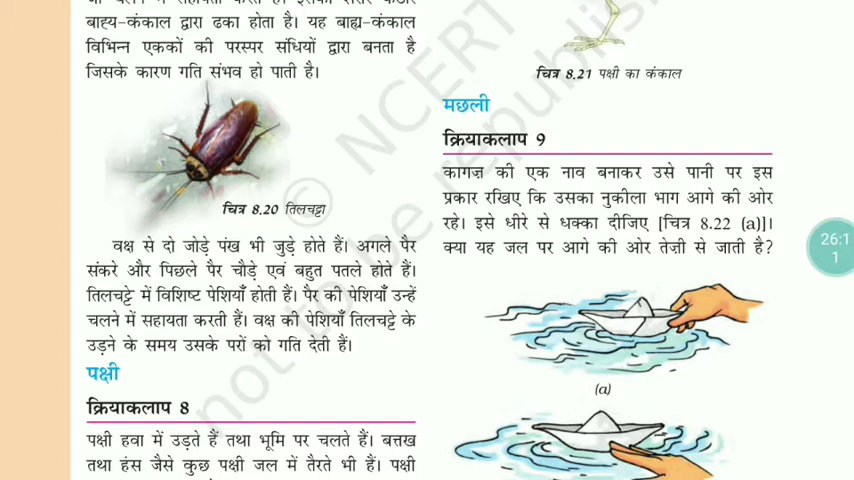 बाह्य-कंकाल द्वारा ढका होता है। यह बाह्य-कंकाल
विभिन्न एककों की परस्पर संधियों द्वारा बनता है
जिसके कारण गति संभव हो पाती है।
चित्र 8.20 तिलचट्टा
वक्ष से दो जोड़े पंख भी जुड़े होते हैं। अगले पैर
संकरे और पिछले पैर चौड़े एवं बहुत पतले होते हैं।
तिलचट्टे में विशिष्ट पेशियाँ होती हैं। पैर की पेशियाँ उन्हें
चलने में सहायता करती हैं। वक्ष की पेशियाँ तिलचट्टे के
उड़ने के समय उसके परों को गति देती हैं।
पक्षी
क्रियाकलाप 8
पक्षी हवा में उड़ते हैं तथा भूमि पर चलते हैं। बत्तख
तथा हंस जैसे कुछ पक्षी जल में तैरते भी हैं। पक्षी
चित्र 8.21 पक्षी का कंकाल
मछली
क्रियाकलाप 9
कागज़ की एक नाव बनाकर उसे पानी पर इस
प्रकार रखिए कि उसका नुकीला भाग आगे की ओर
रहे। इसे धीरे से धक्का दीजिए [चित्र 8.22 (a)]।
क्या यह जल पर आगे की ओर तेज़ी से जाती है?
(a)
26:1
1
© NCERT
not to be republished